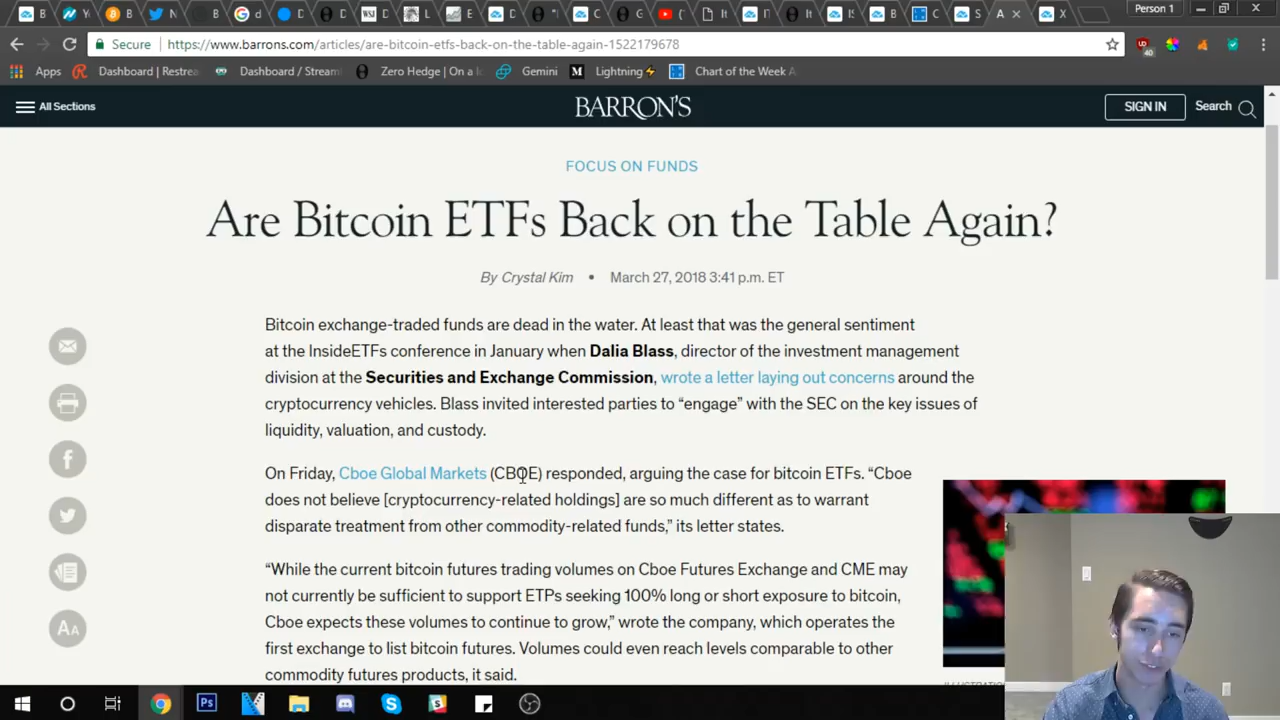 Person 1
Secure
https://www.barrons.com/articles/are-bitcoin-etfs-back-on-the-table-again-1522179678
40
Apps
Dashboard | Restrea
Dashboard / Stream
Zero Hedge | On a l
Gemini
Lightning⚡
Chart of the Week A
All Sections
BARRON'S
SIGN IN
Search
FOCUS ON FUNDS
Are Bitcoin ETFs Back on the Table Again?
By Crystal Kim • March 27, 2018 3:41 p.m. ET
Bitcoin exchange-traded funds are dead in the water. At least that was the general sentiment
at the InsideETFs conference in January when Dalia Blass, director of the investment management
division at the Securities and Exchange Commission, wrote a letter laying out concerns around the
cryptocurrency vehicles. Blass invited interested parties to “engage” with the SEC on the key issues of
liquidity, valuation, and custody.
On Friday, Cboe Global Markets (CBOE) responded, arguing the case for bitcoin ETFs. “Cboe
does not believe [cryptocurrency-related holdings] are so much different as to warrant
disparate treatment from other commodity-related funds,” its letter states.
“While the current bitcoin futures trading volumes on Cboe Futures Exchange and CME may
not currently be sufficient to support ETPs seeking 100% long or short exposure to bitcoin,
Cboe expects these volumes to continue to grow,” wrote the company, which operates the
first exchange to list bitcoin futures. Volumes could even reach levels comparable to other
commodity futures products, it said.
AA